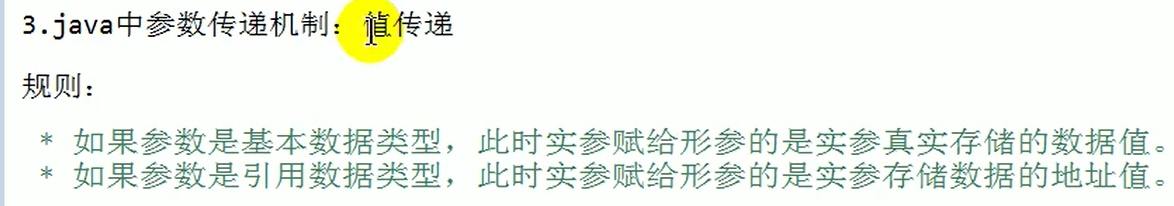 3.java中参数传递机制：值传递
规则：
* 如果参数是基本数据类型，此时实参赋给形参的是实参真实存储的数据值。
* 如果参数是引用数据类型，此时实参赋给形参的是实参存储数据的地址值。